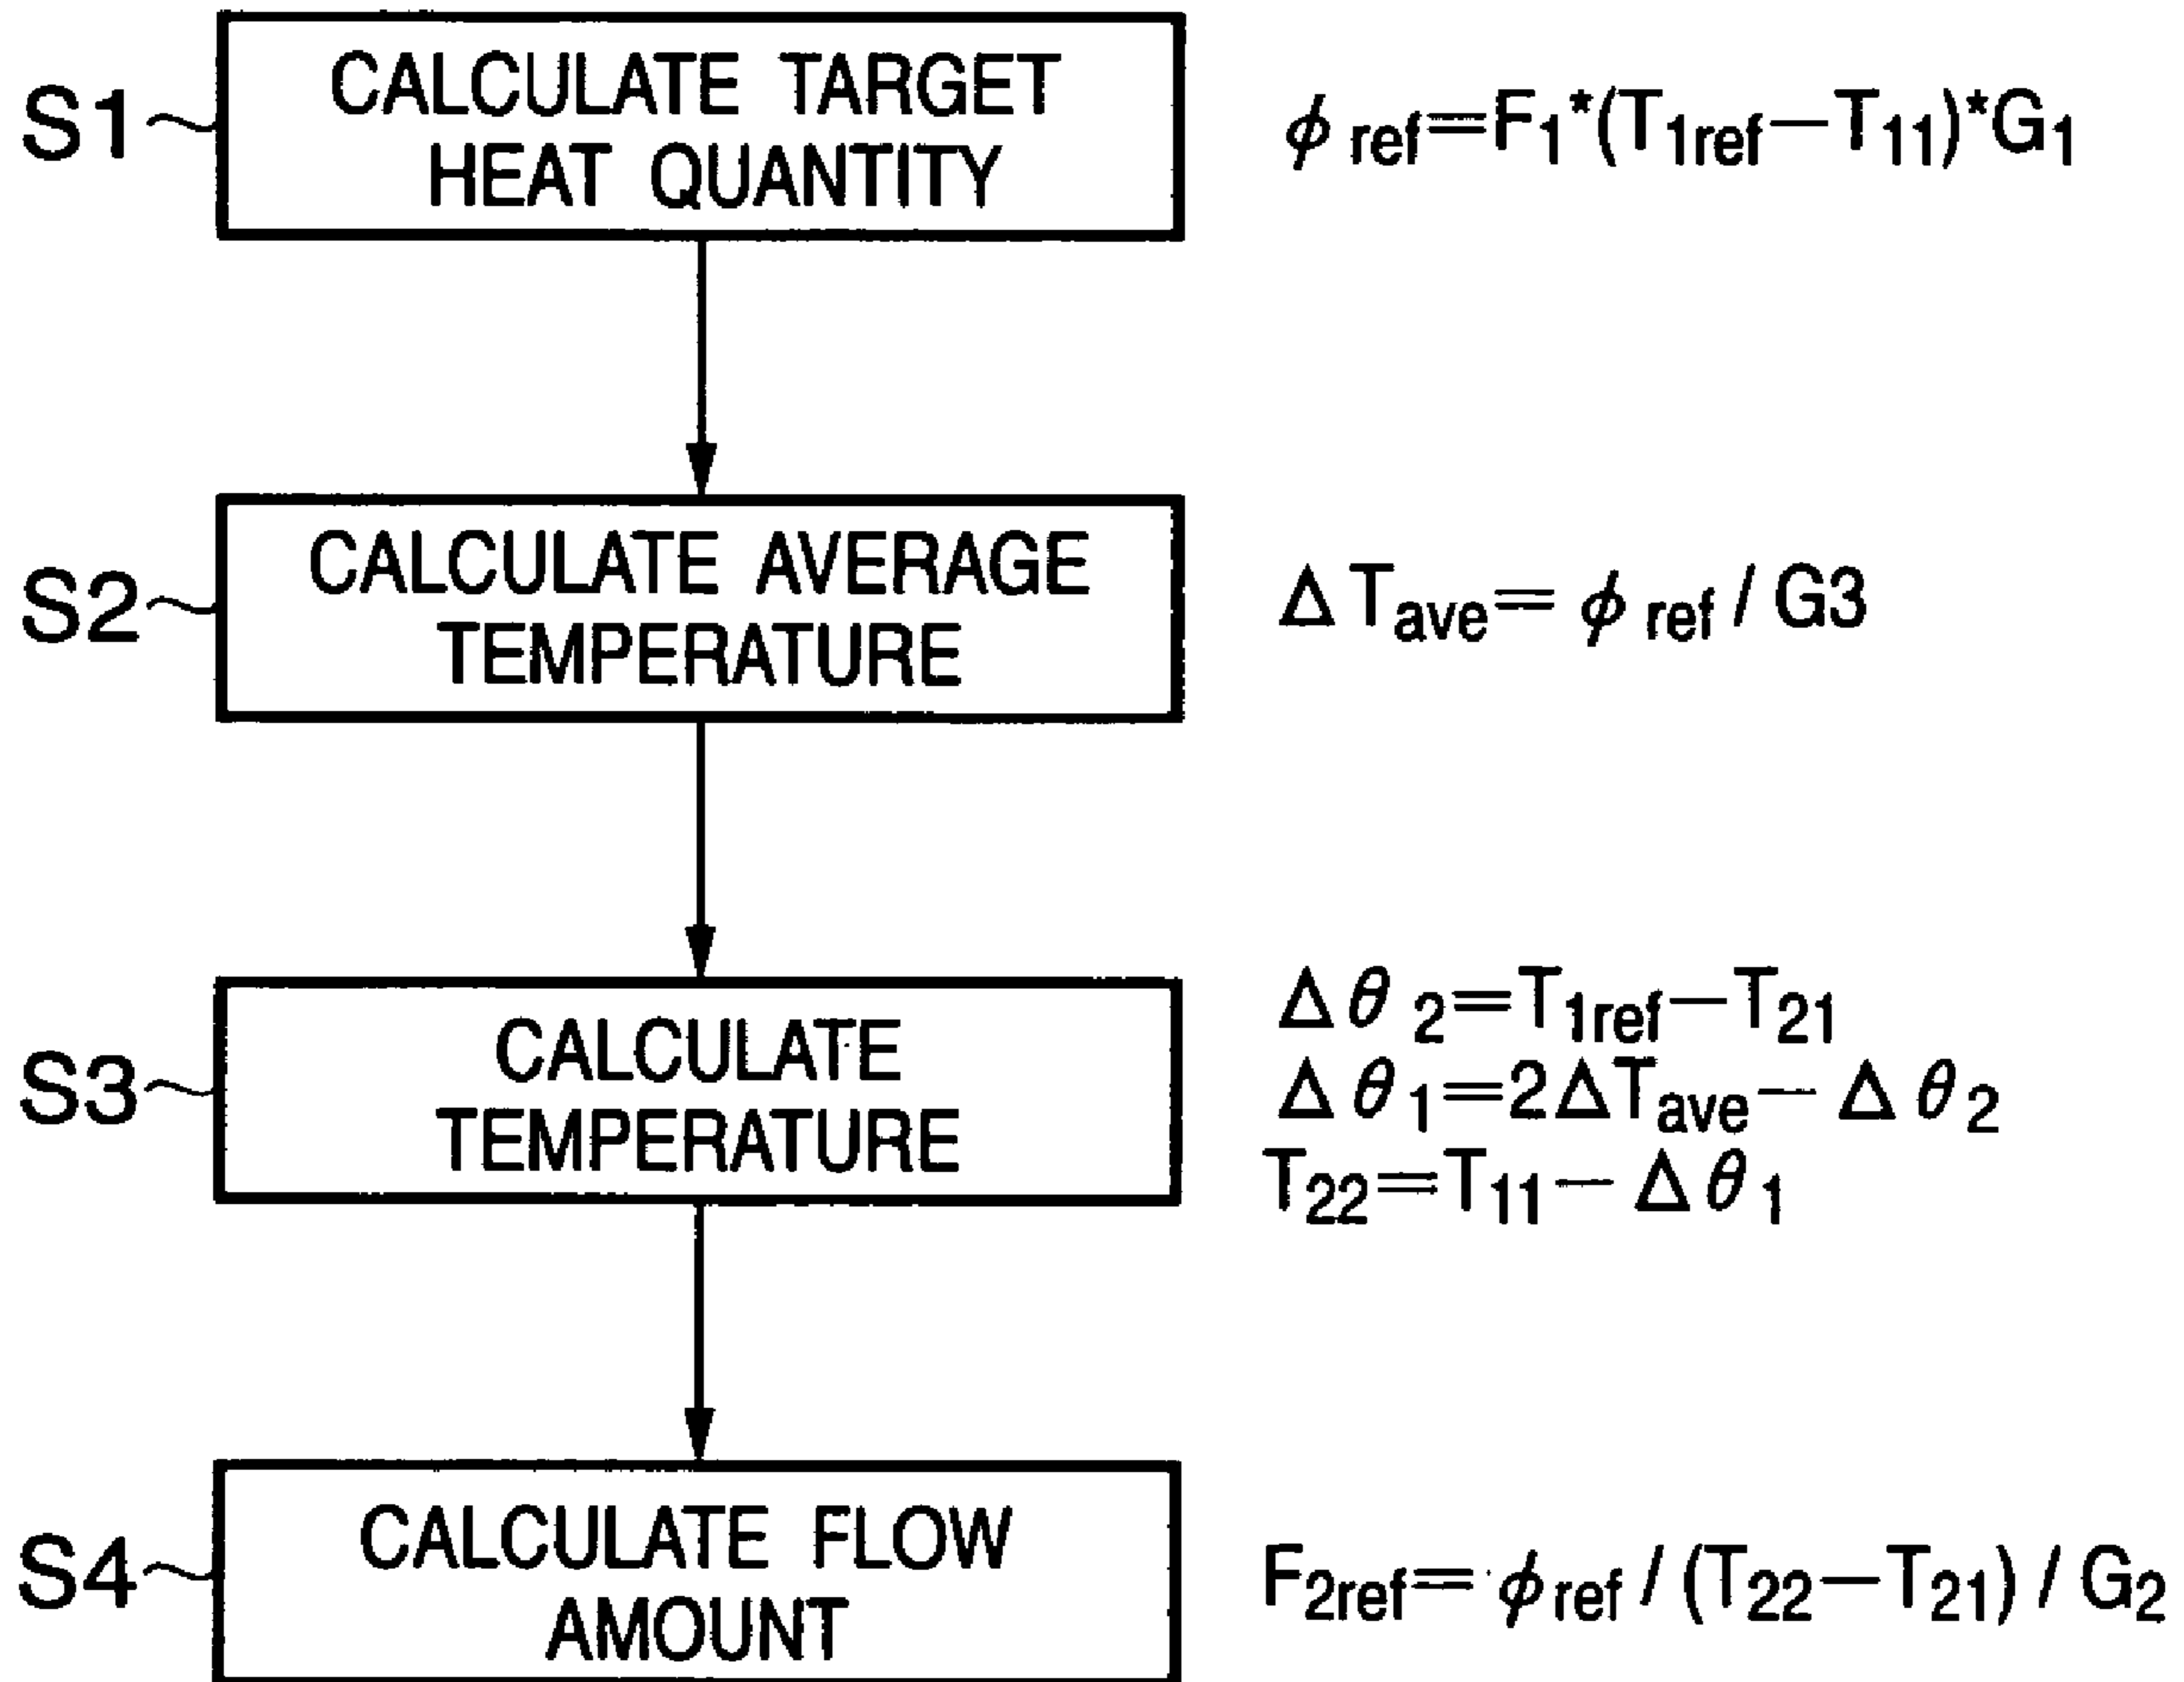 S1
CALCULATE TARGET
HEAT QUANTITY
ϕref=F1*(T1ref−T11)*G1
S2
CALCULATE AVERAGE
TEMPERATURE
ΔTave=ϕref/G3
S3
CALCULATE
TEMPERATURE
Δθ2=T1ref−T21
Δθ1=2ΔTave−Δθ2
T22=T11−Δθ1
S4
CALCULATE FLOW
AMOUNT
F2ref=ϕref/(T22−T21)/G2